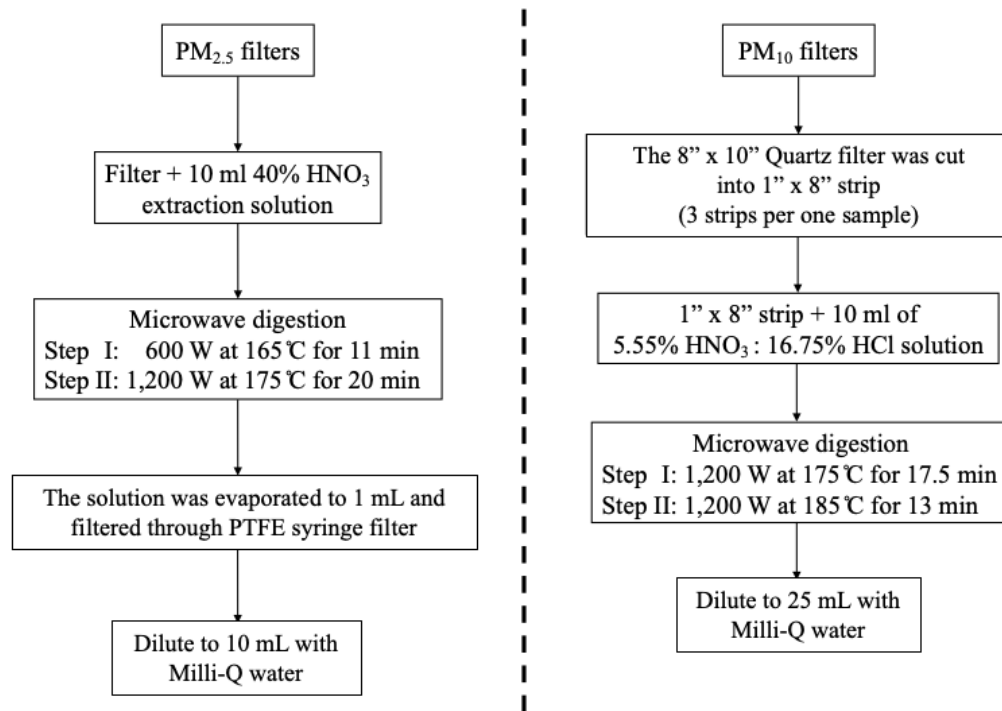 PM₂.₅ filters
Filter + 10 ml 40% HNO₃
extraction solution
Microwave digestion
Step I: 600 W at 165℃ for 11 min
Step II: 1,200 W at 175℃ for 20 min
The solution was evaporated to 1 mL and
filtered through PTFE syringe filter
Dilute to 10 mL with
Milli-Q water
PM₁₀ filters
The 8” x 10” Quartz filter was cut
into 1” x 8” strip
(3 strips per one sample)
1” x 8” strip + 10 ml of
5.55% HNO₃ : 16.75% HCl solution
Microwave digestion
Step I: 1,200 W at 175℃ for 17.5 min
Step II: 1,200 W at 185℃ for 13 min
Dilute to 25 mL with
Milli-Q water